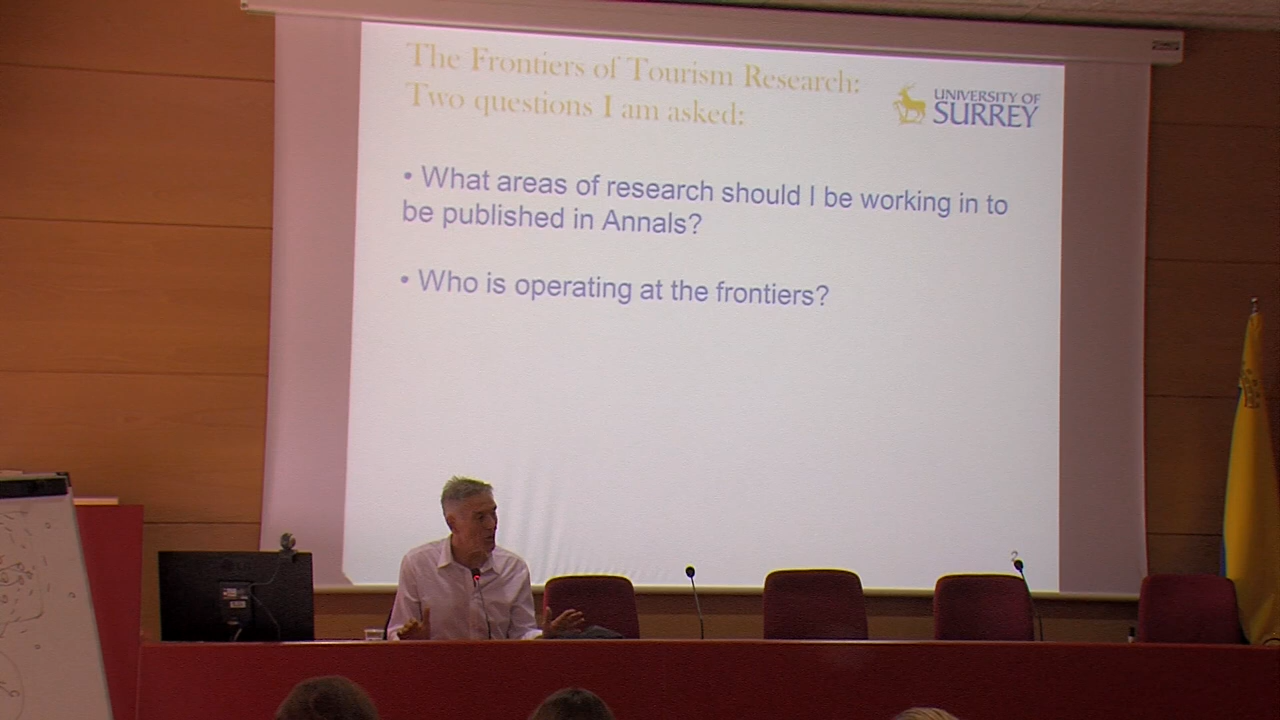 The Frontiers of Tourism Research:
Two questions I am asked:
UNIVERSITY OF
SURREY
• What areas of research should I be working in to
be published in Annals?
• Who is operating at the frontiers?